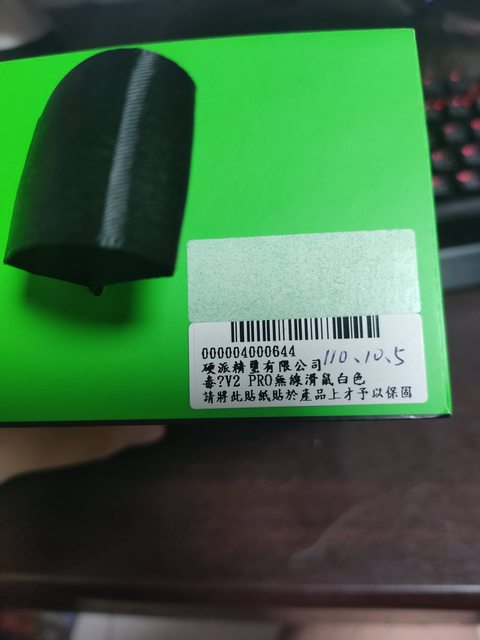 000004000644
硬派精璽有限公司 110.10.5
毒?V2 PRO無線滑鼠白色
請將此貼紙貼於產品上才予以保固